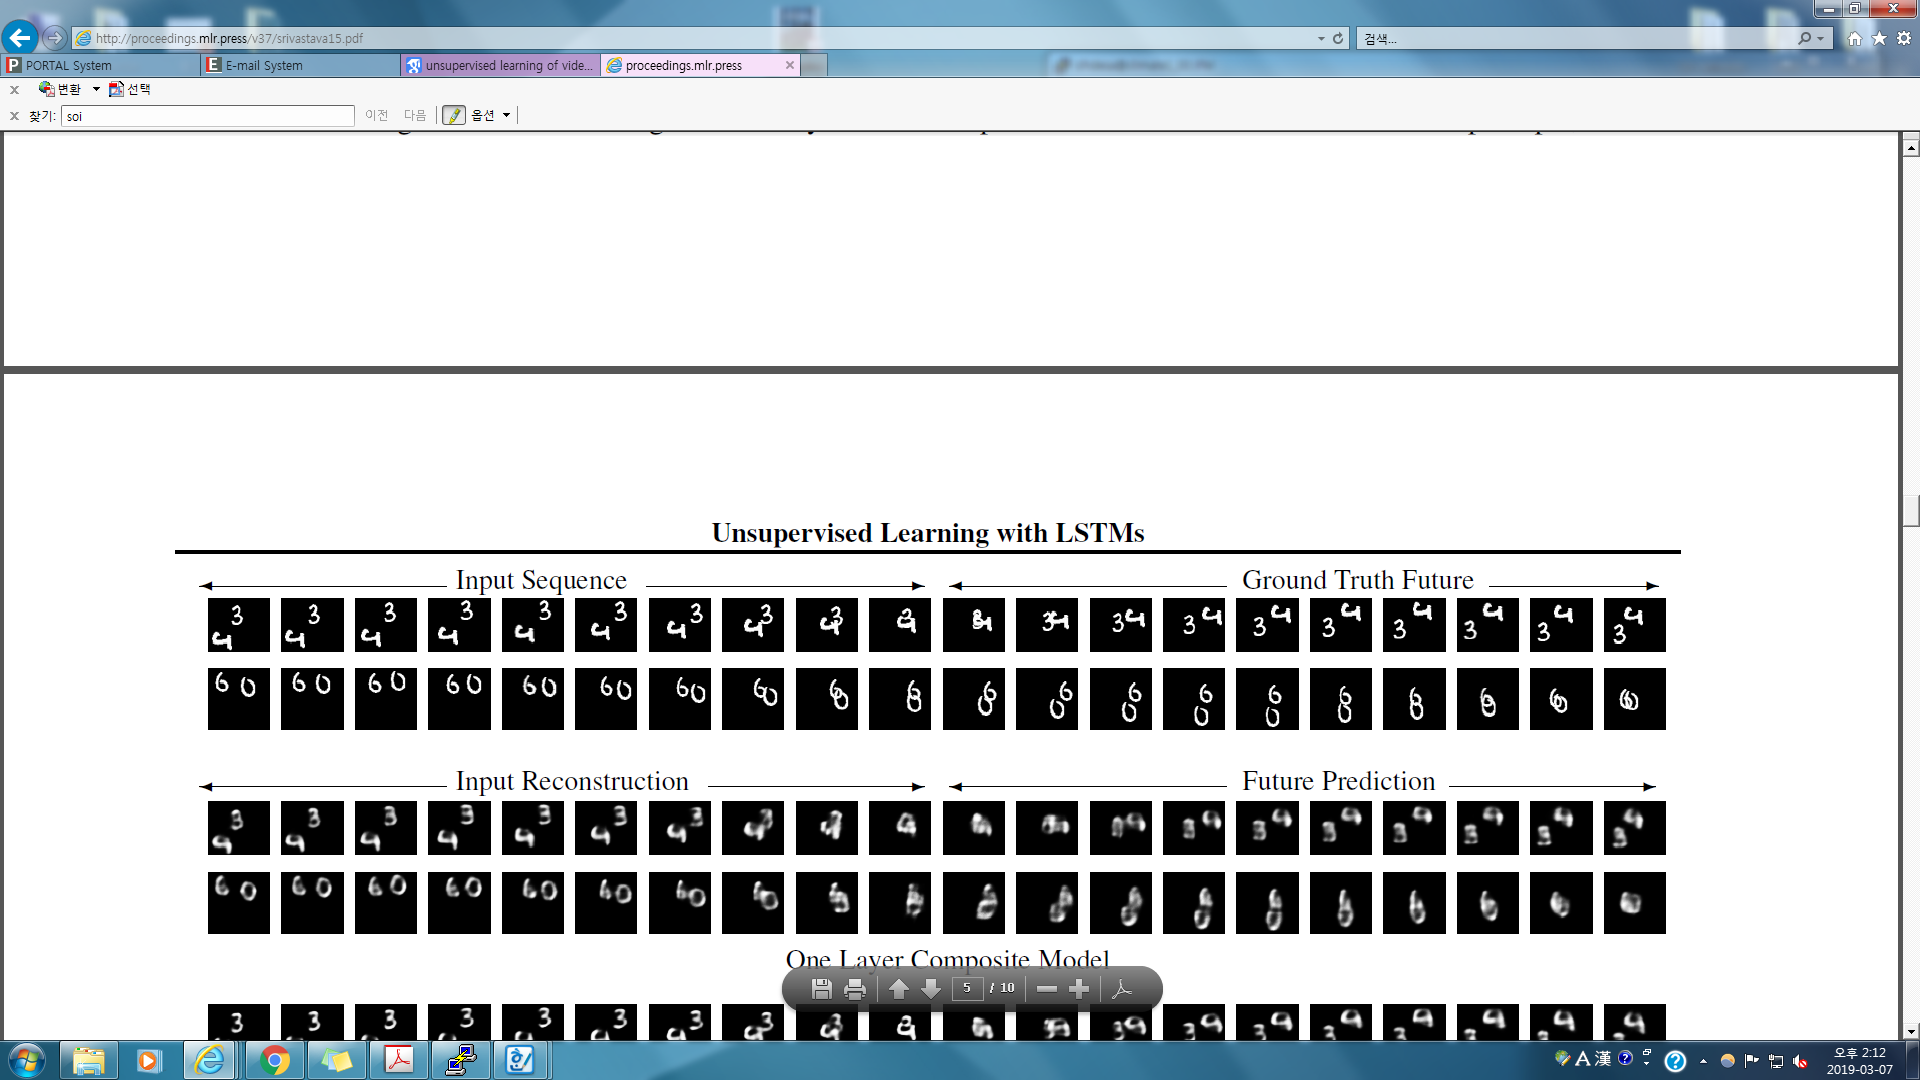 http://proceedings.mlr.press/v37/srivastava15.pdf
검색...
PORTAL System
E-mail System
unsupervised learning of vide...
proceedings.mlr.press
변환
선택
찾기:
soi
이전
다음
옵션
Unsupervised Learning with LSTMs
Input Sequence
Ground Truth Future
Input Reconstruction
Future Prediction
One Layer Composite Model
5 / 10
A 漢
오후 2:12
2019-03-07